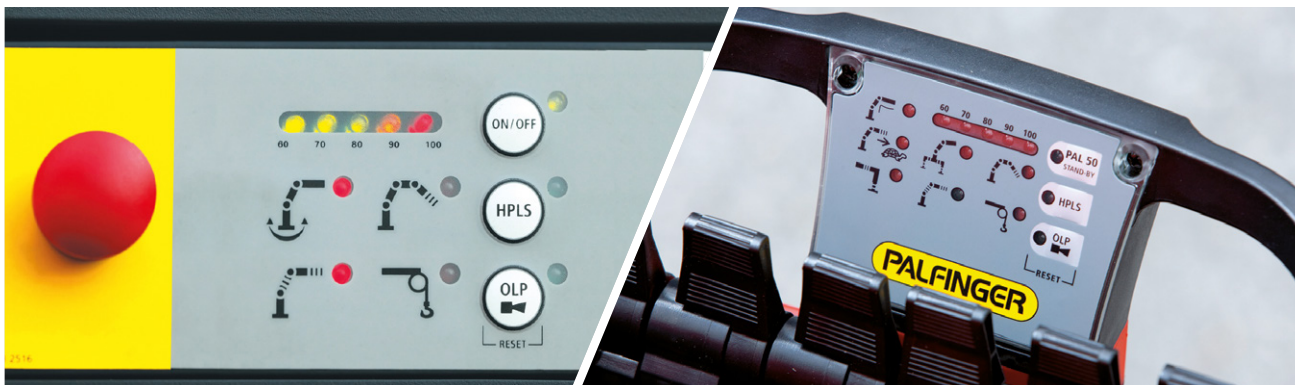 60 70 80 90 100
ON/OFF
HPLS
OLP
RESET
2516
60 70 80 90 100
PAL 50
STAND-BY
HPLS
OLP
RESET
PALFINGER